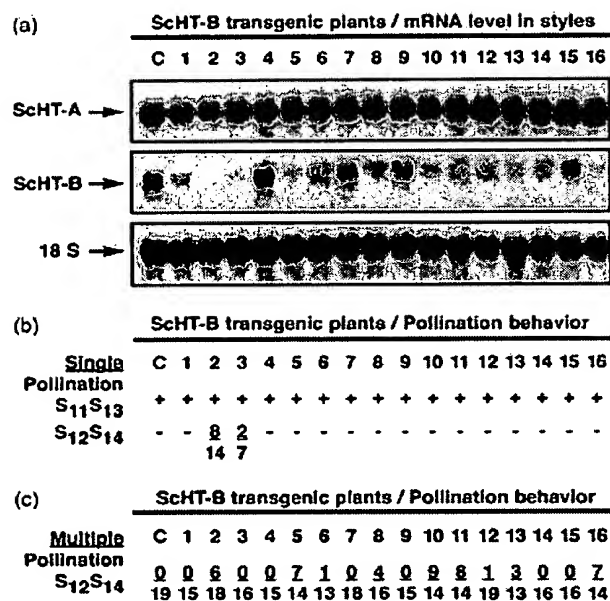 (a) ScHT-B transgenic plants / mRNA level in styles
C 1 2 3 4 5 6 7 8 9 10 11 12 13 14 15 16
ScHT-A
ScHT-B
18 S
(b) ScHT-B transgenic plants / Pollination behavior
Single C 1 2 3 4 5 6 7 8 9 10 11 12 13 14 15 16
Pollination
S11S13 + + + + + + + + + + + + + + + + +
S12S14 - - 8 2 - - - - - - - - - - - - -
14 7
(c) ScHT-B transgenic plants / Pollination behavior
Multiple C 1 2 3 4 5 6 7 8 9 10 11 12 13 14 15 16
Pollination
S12S14 0 0 6 0 0 7 1 0 4 0 9 8 1 3 0 0 7
19 15 18 16 15 14 13 18 16 15 14 14 19 13 16 16 14